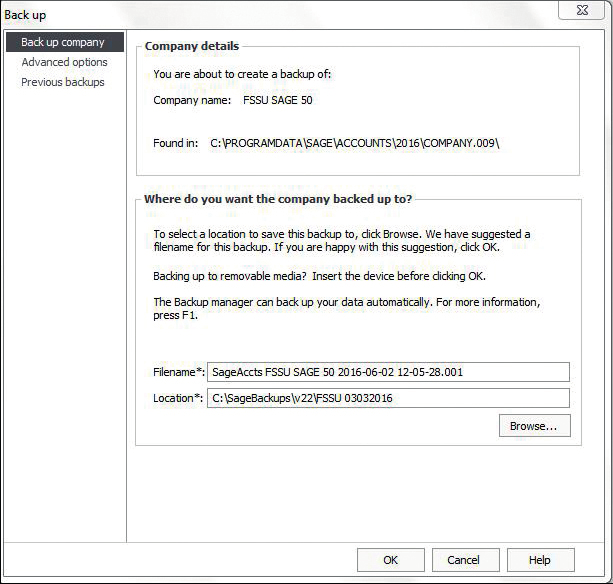 Back up
Back up company
Advanced options
Previous backups
Company details
You are about to create a backup of:
Company name: FSSU SAGE 50
Found in: C:\PROGRAMDATA\SAGE\ACCOUNTS\2016\COMPANY.009\
Where do you want the company backed up to?
To select a location to save this backup to, click Browse. We have suggested a
filename for this backup. If you are happy with this suggestion, click OK.
Backing up to removable media? Insert the device before clicking OK.
The Backup manager can back up your data automatically. For more information,
press F1.
Filename*: SageAccts FSSU SAGE 50 2016-06-02 12-05-28.001
Location*: C:\SageBackups\v22\FSSU 03032016
Browse...
OK Cancel Help